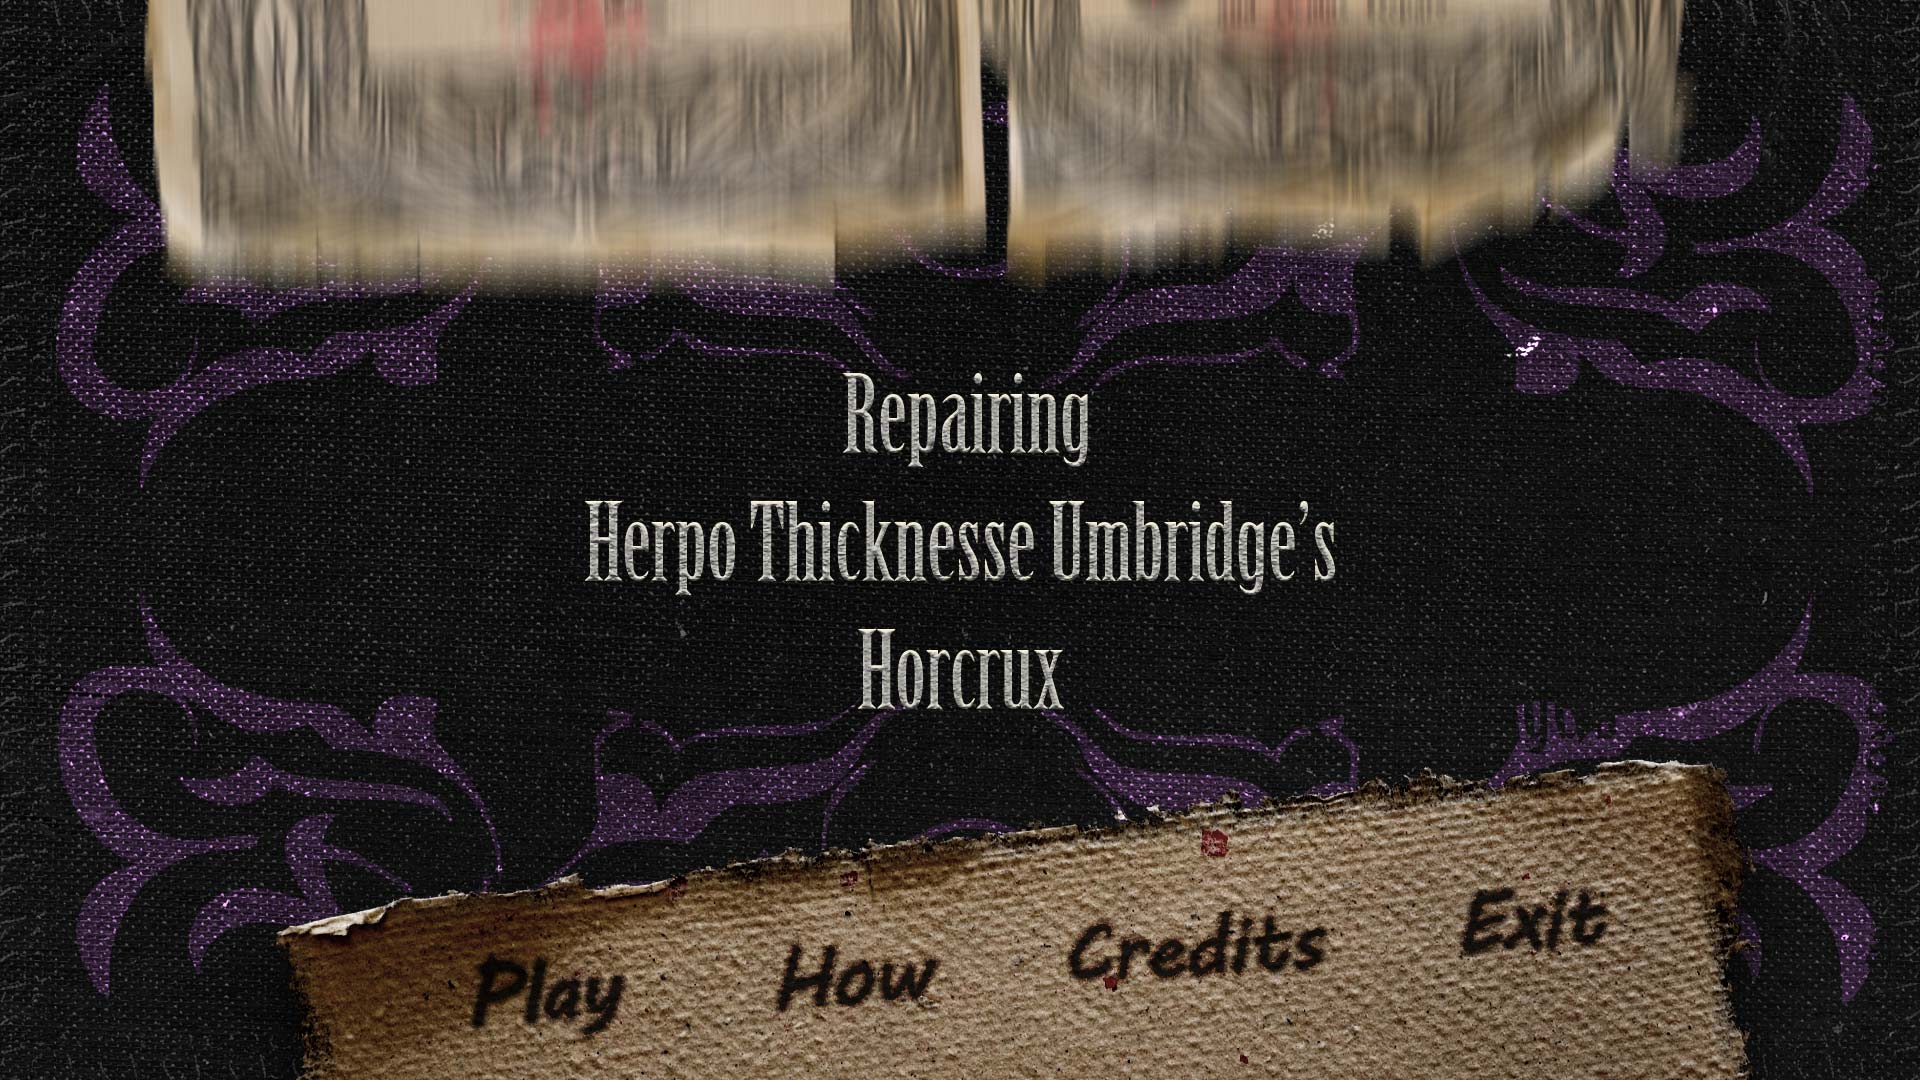 Repairing
Herpo Thicknesse Umbridge’s
Horcrux
Play How Credits Exit